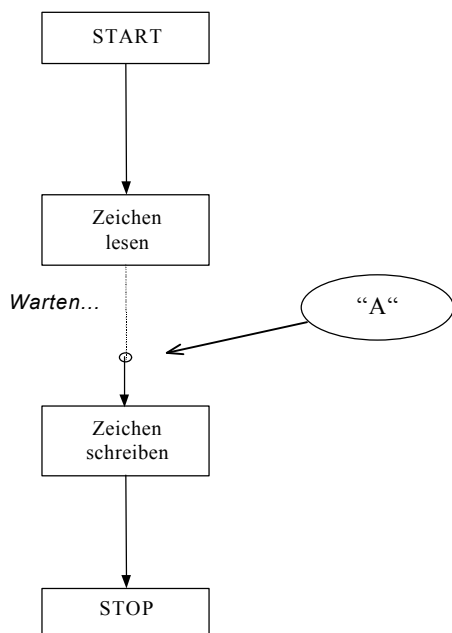 START
Zeichen
lesen
Warten...
“A“
Zeichen
schreiben
STOP